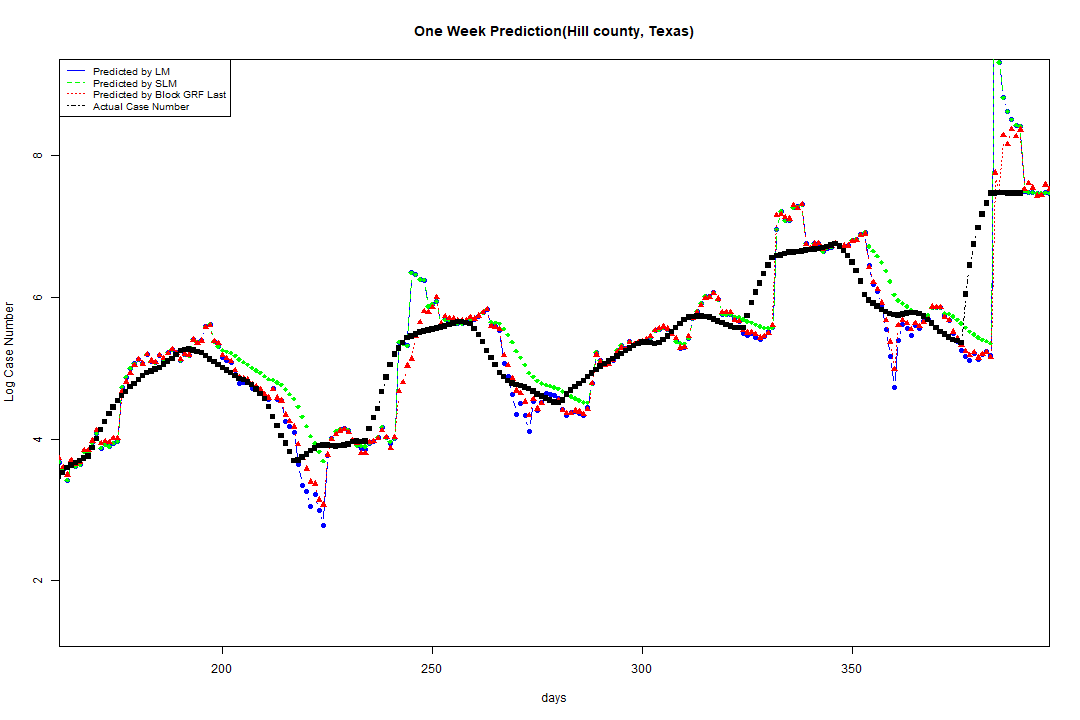 One Week Prediction(Hill county, Texas)
Predicted by LM
Predicted by SLM
Predicted by Block GRF Last
Actual Case Number
8
6
4
2
Log Case Number
200
250
300
350
days